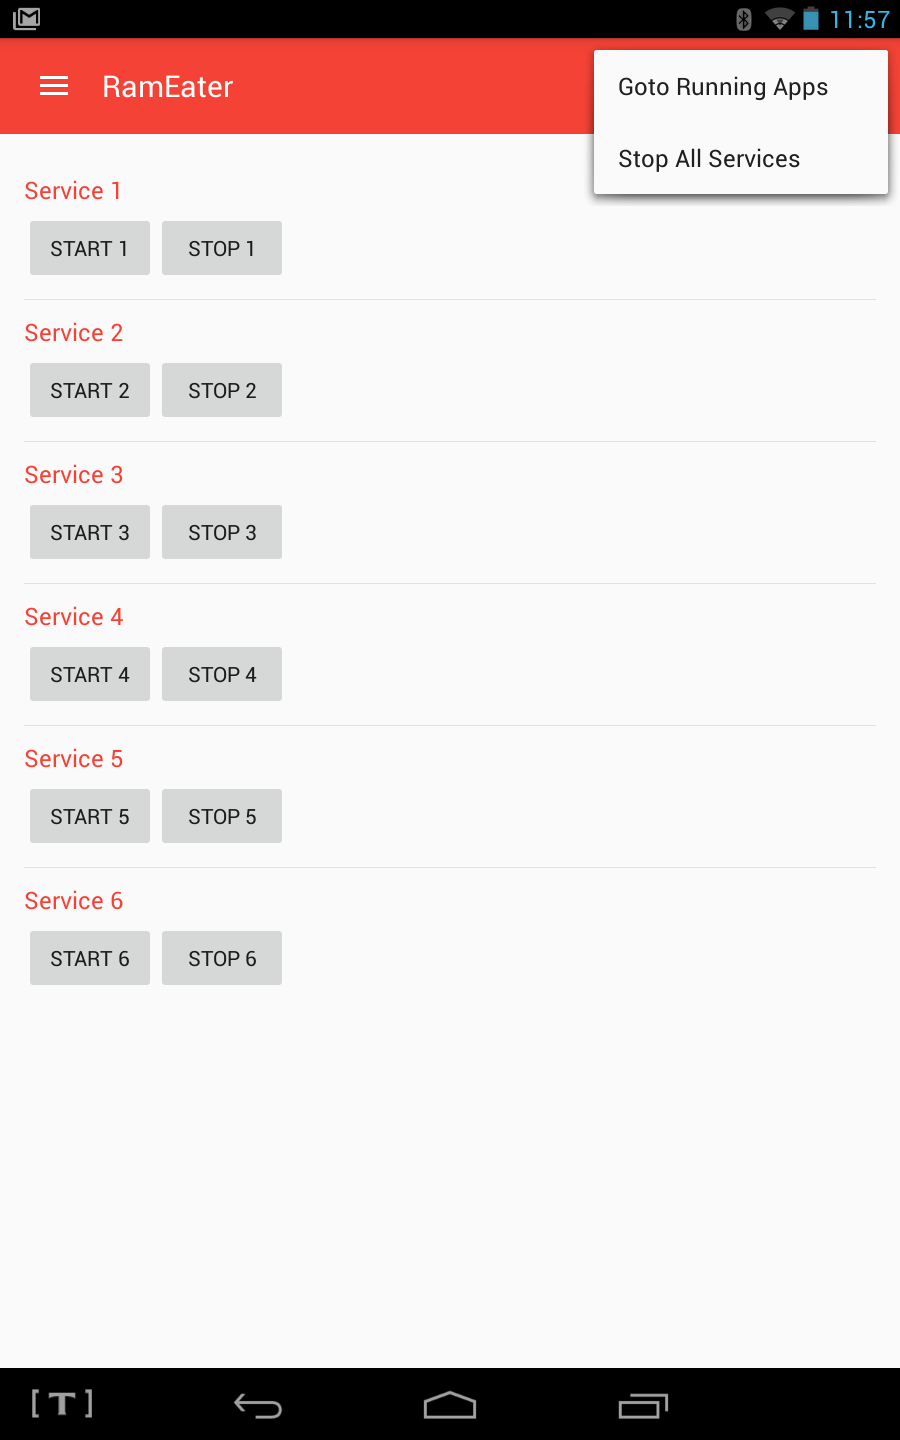 11:57
RamEater
Goto Running Apps
Stop All Services
Service 1
START 1 STOP 1
Service 2
START 2 STOP 2
Service 3
START 3 STOP 3
Service 4
START 4 STOP 4
Service 5
START 5 STOP 5
Service 6
START 6 STOP 6
[T]